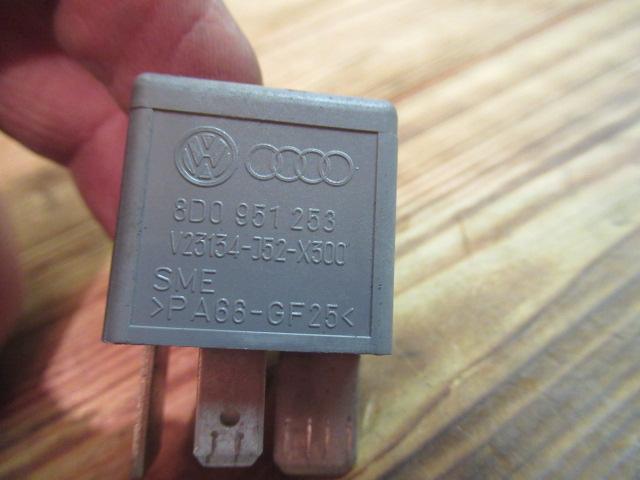 8D0 951 253
V23134-J52-X300
SME
>PA66-GF25<